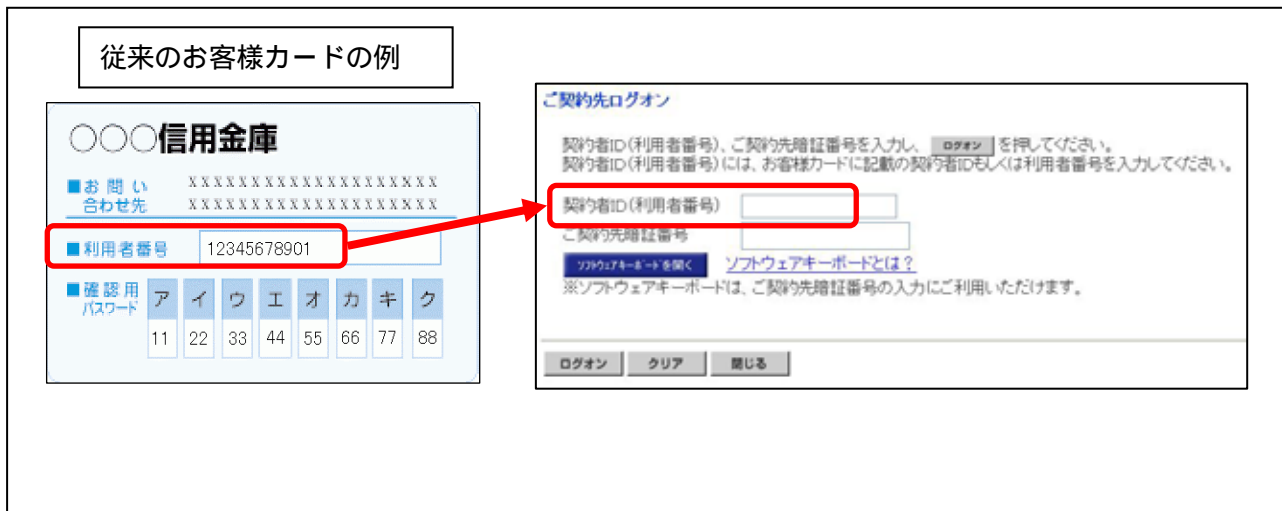 従来のお客様カードの例
○○○信用金庫
■お問い
合わせ先
XXXXXXXXXXXXXXXXXXXX
XXXXXXXXXXXXXXXXXXXX
■利用者番号 12345678901
■確認用
パスワード
ア イ ウ エ オ カ キ ク
11 22 33 44 55 66 77 88
ご契約先ログオン
契約者ID(利用者番号)、ご契約先暗証番号を入力し、 ログオン を押してください。
契約者ID(利用者番号)には、お客様カードに記載の契約者IDもしくは利用者番号を入力してください。
契約者ID(利用者番号)
ご契約先暗証番号
ソフトウェアキーボードを開く ソフトウェアキーボードとは?
※ソフトウェアキーボードは、ご契約先暗証番号の入力にご利用いただけます。
ログオン クリア 閉じる